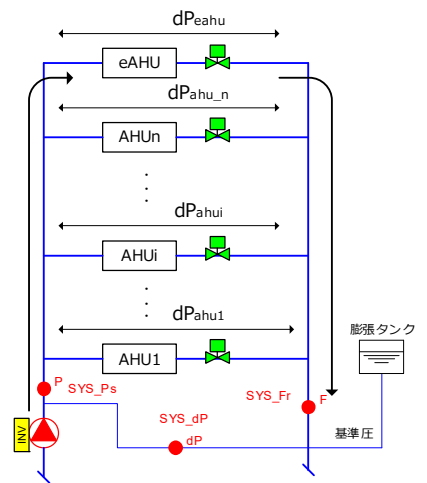 dPeahu
eAHU
dPahu_n
AHUn
dPahui
AHUi
dPahu1
AHU1
膨張タンク
P
SYS_Ps
SYS_Fr
F
SYS_dP
dP
基準圧
INV